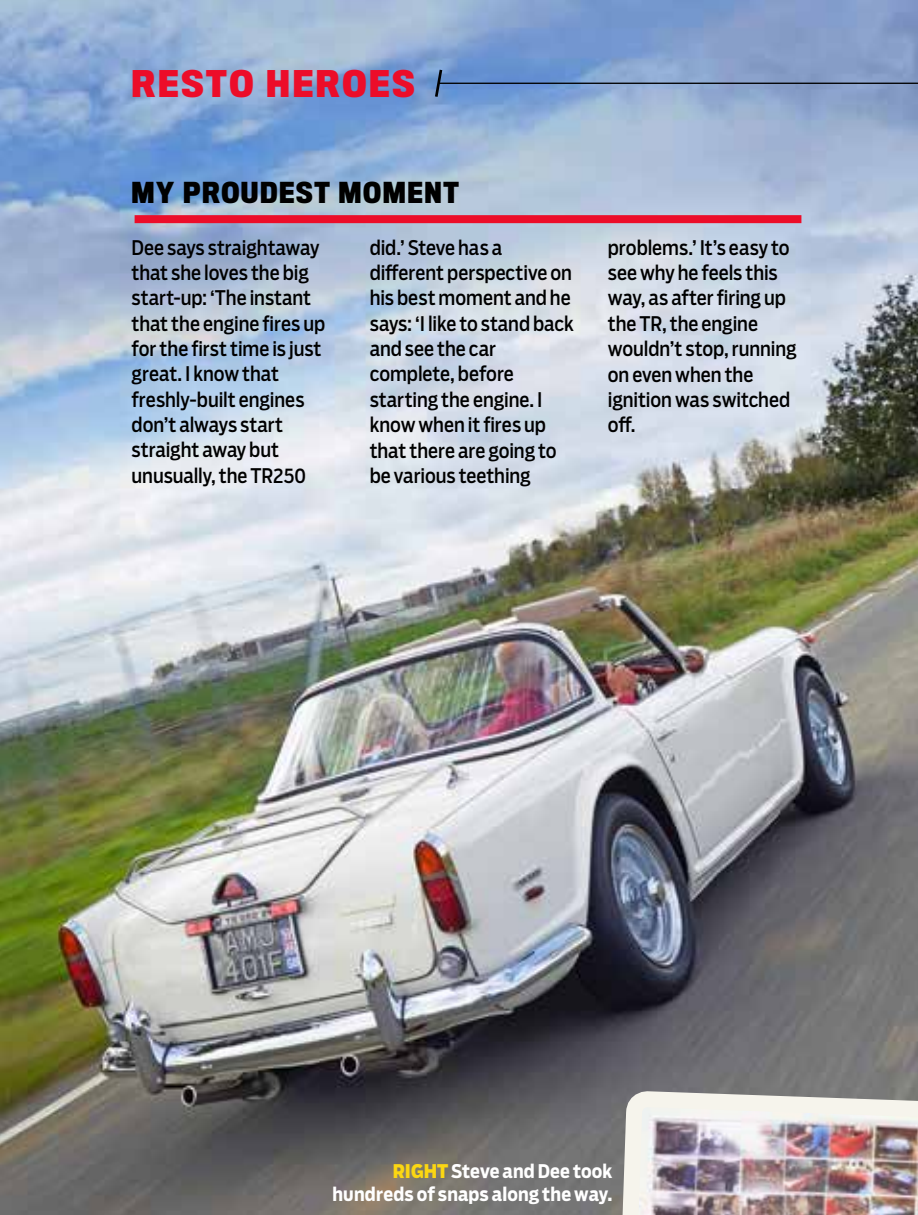 RESTO HEROES
MY PROUDEST MOMENT
Dee says straightaway
that she loves the big
start-up: ‘The instant
that the engine fires up
for the first time is just
great. I know that
freshly-built engines
don’t always start
straight away but
unusually, the TR250
did.’ Steve has a
different perspective on
his best moment and he
says: ‘I like to stand back
and see the car
complete, before
starting the engine. I
know when it fires up
that there are going to
be various teething
problems.’ It’s easy to
see why he feels this
way, as after firing up
the TR, the engine
wouldn’t stop, running
on even when the
ignition was switched
off.
AMJ
401F
RIGHT Steve and Dee took
hundreds of snaps along the way.